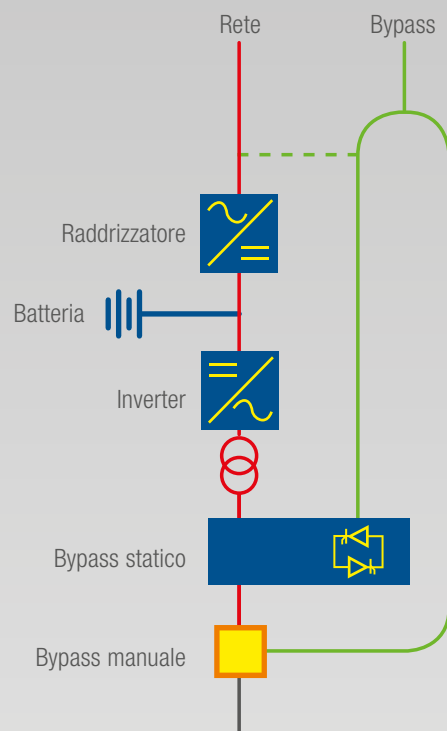 Rete
Bypass
Raddrizzatore
Batteria
Inverter
Bypass statico
Bypass manuale